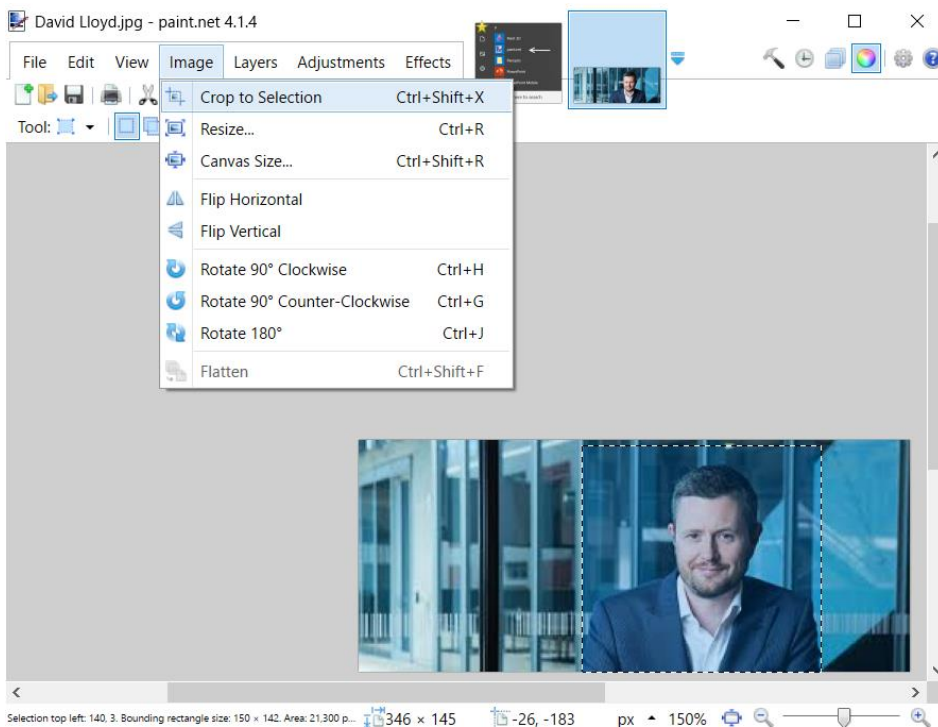 David Lloyd.jpg - paint.net 4.1.4
File Edit View Image Layers Adjustments Effects
Tool:
Crop to Selection Ctrl+Shift+X
Resize... Ctrl+R
Canvas Size... Ctrl+Shift+R
Flip Horizontal
Flip Vertical
Rotate 90° Clockwise Ctrl+H
Rotate 90° Counter-Clockwise Ctrl+G
Rotate 180° Ctrl+J
Flatten Ctrl+Shift+F
Selection top left: 140, 3. Bounding rectangle size: 150 × 142. Area: 21,300 p... 346 × 145 -26, -183 px 150%